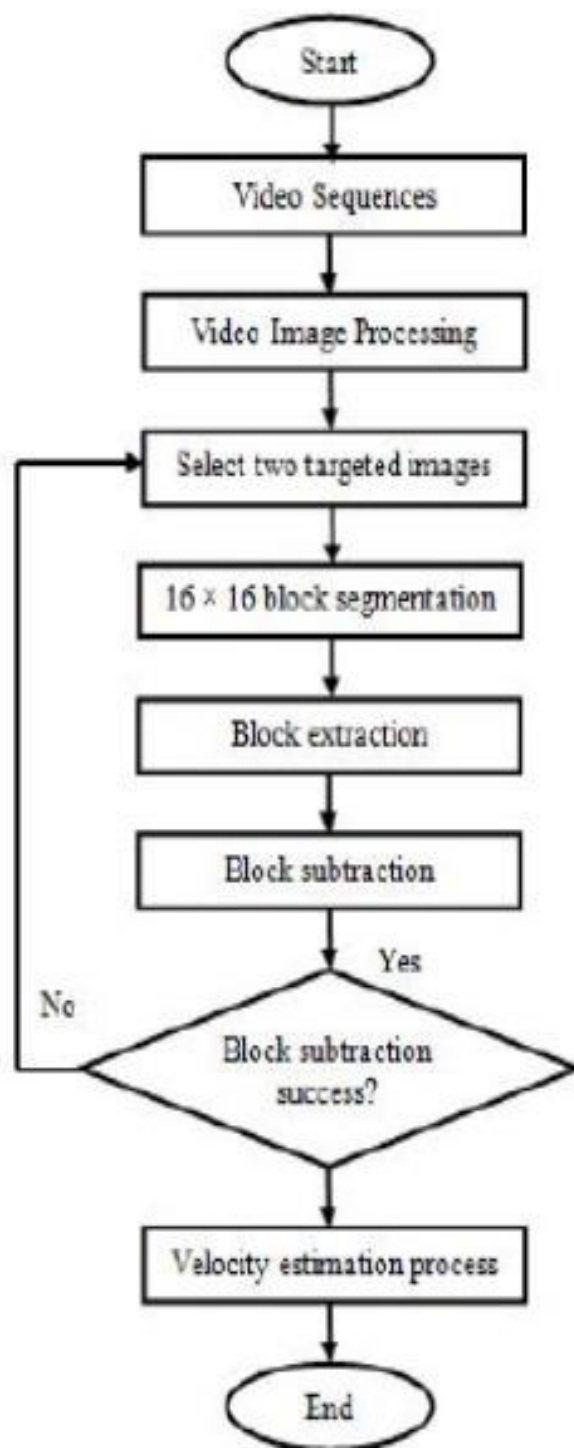 Start
Video Sequences
Video Image Processing
Select two targeted images
16 × 16 block segmentation
Block extraction
Block subtraction
Yes
No
Block subtraction
success?
Velocity estimation process
End